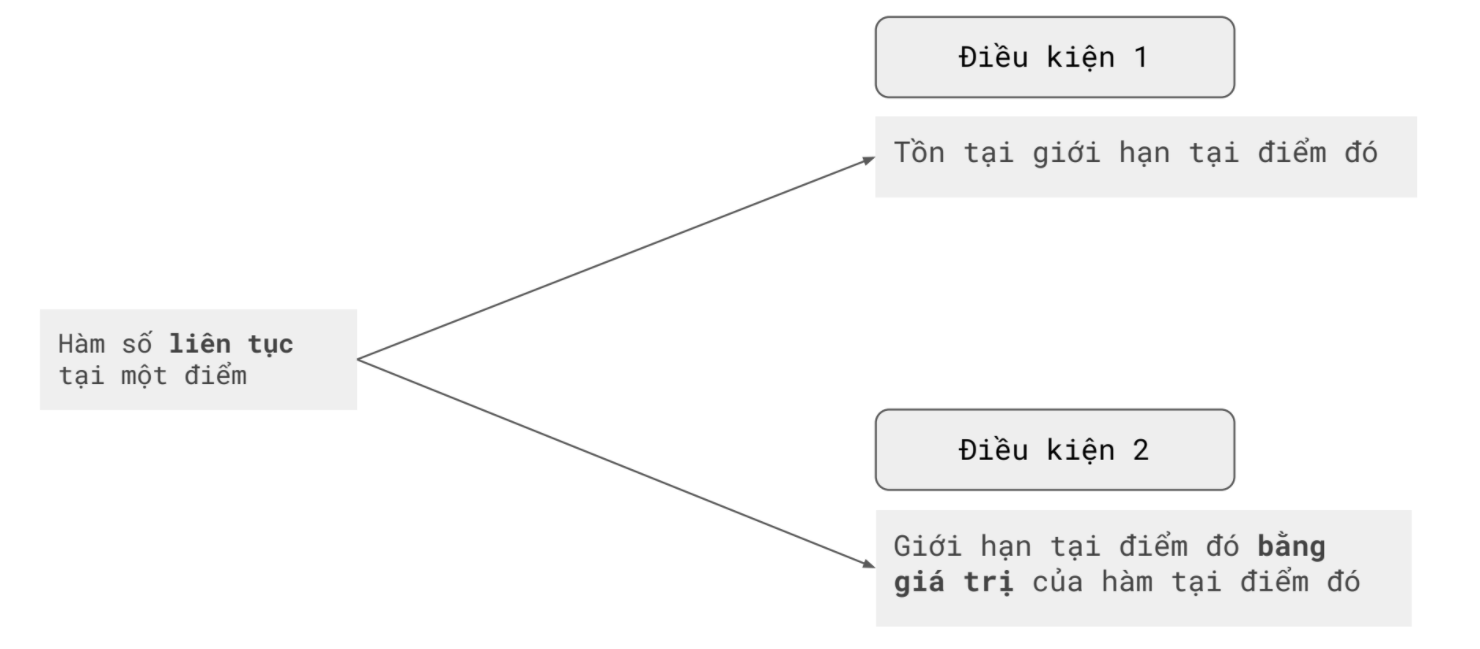 Điều kiện 1
Tồn tại giới hạn tại điểm đó
Hàm số liên tục
tại một điểm
Điều kiện 2
Giới hạn tại điểm đó bằng
giá trị của hàm tại điểm đó